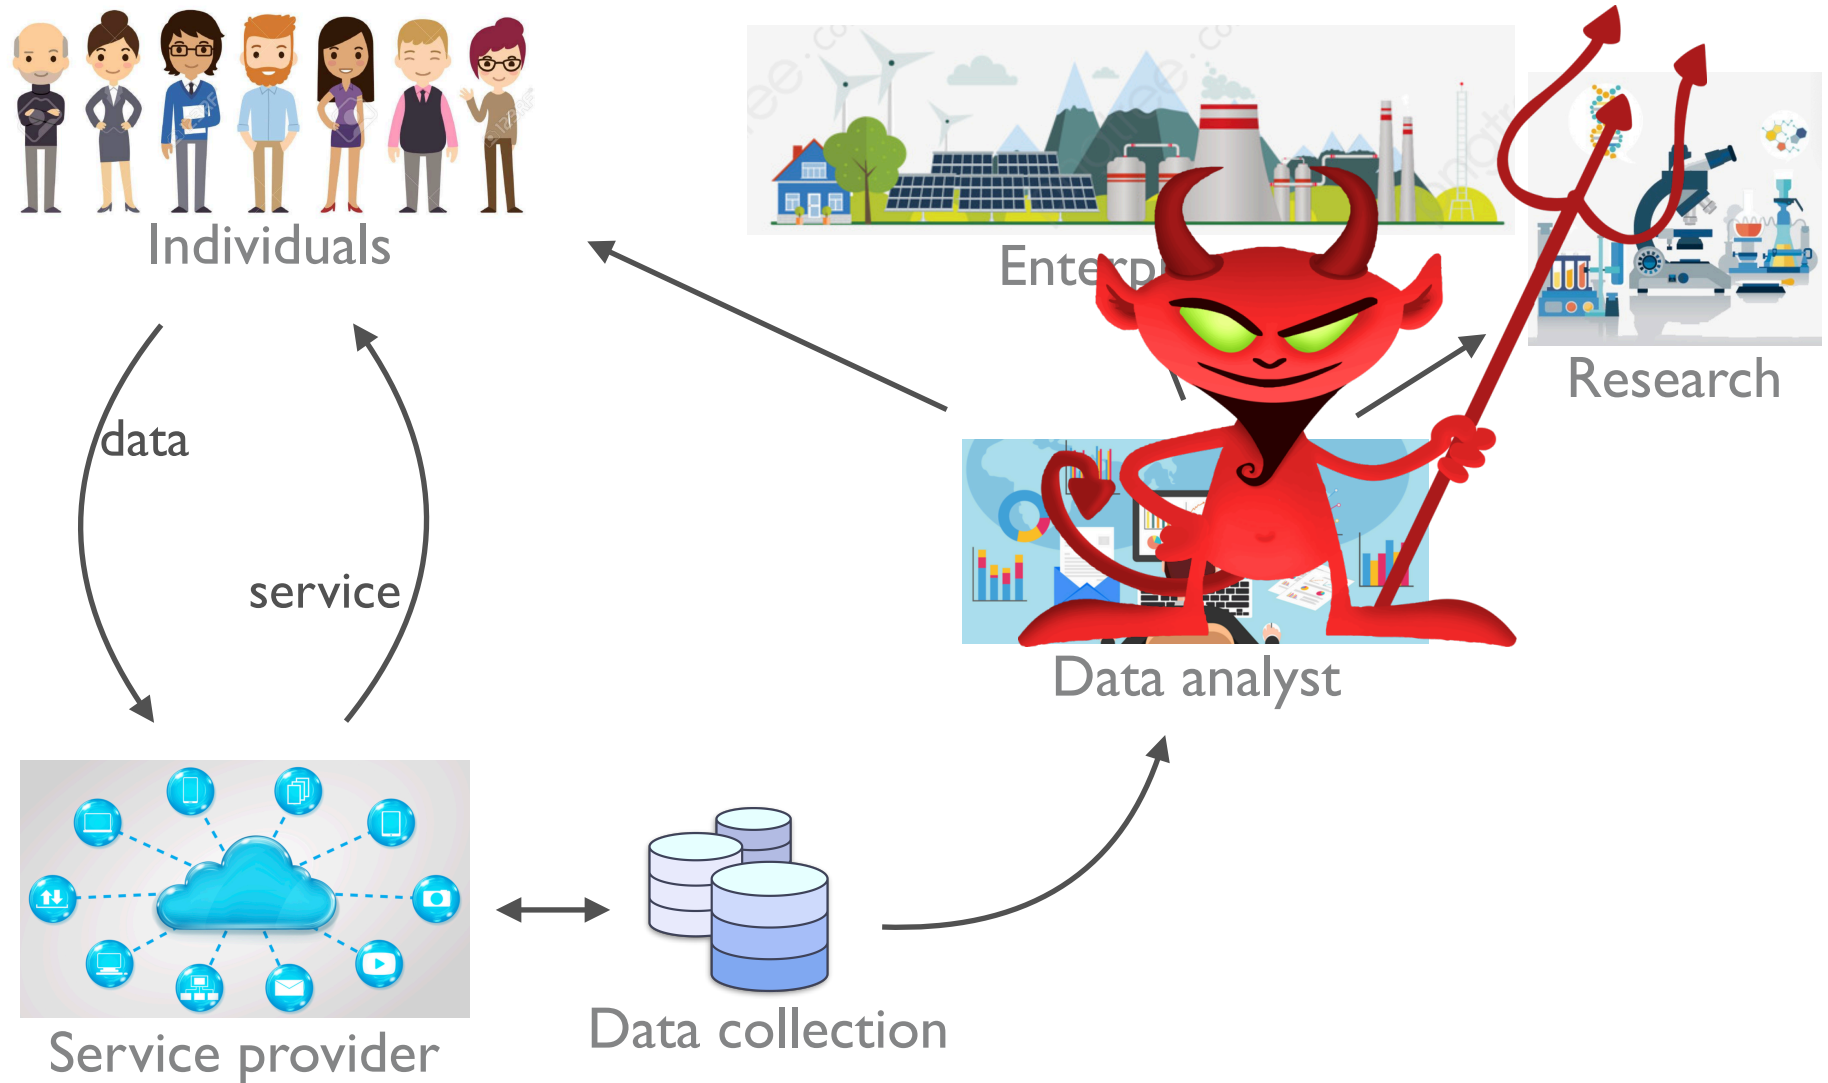 Individuals
Research
data
service
Data analyst
Data collection
Service provider